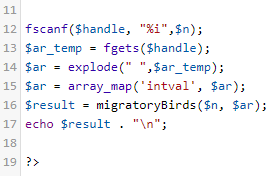 11
12 fscanf($handle, "%i",$n);
13 $ar_temp = fgets($handle);
14 $ar = explode(" ",$ar_temp);
15 $ar = array_map('intval', $ar);
16 $result = migratoryBirds($n, $ar);
17 echo $result . "\n";
18
19 ?>